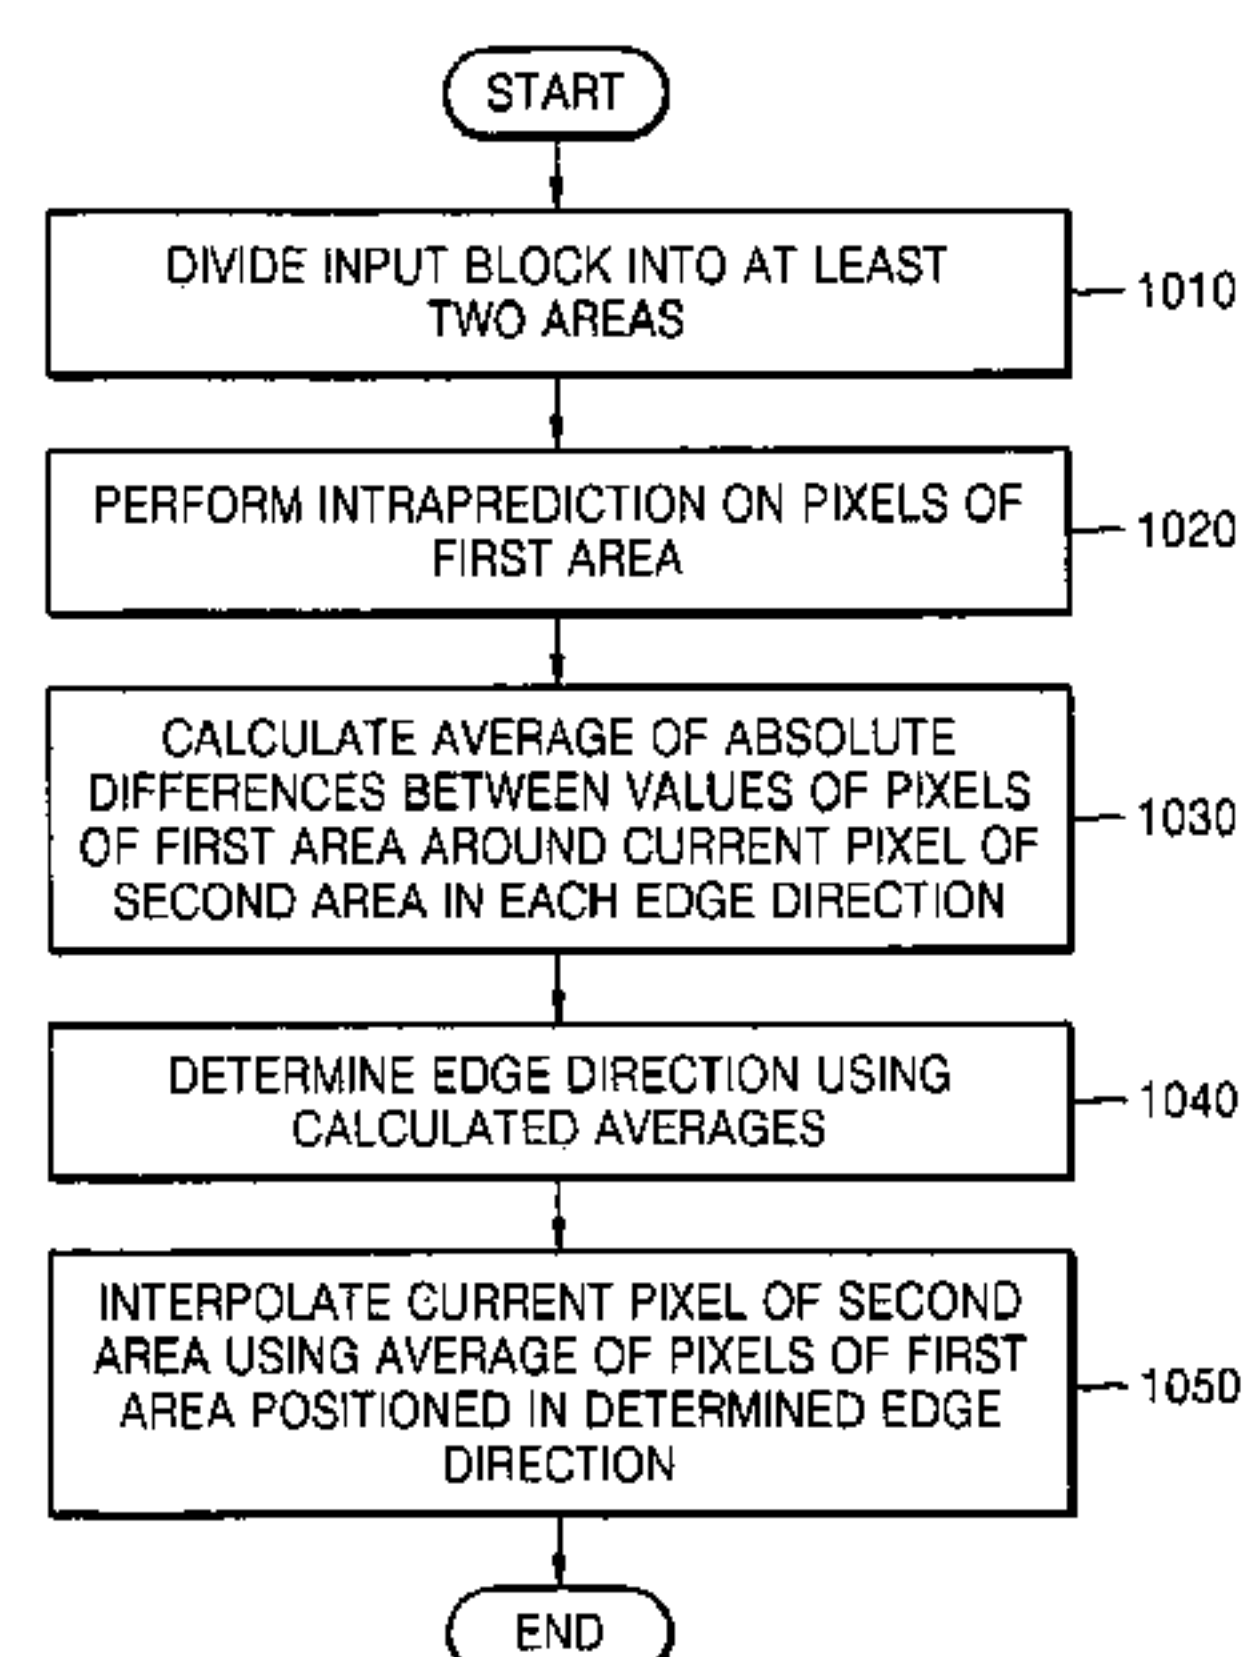 START
DIVIDE INPUT BLOCK INTO AT LEAST
TWO AREAS
1010
PERFORM INTRAPREDICTION ON PIXELS OF
FIRST AREA
1020
CALCULATE AVERAGE OF ABSOLUTE
DIFFERENCES BETWEEN VALUES OF PIXELS
OF FIRST AREA AROUND CURRENT PIXEL OF
SECOND AREA IN EACH EDGE DIRECTION
1030
DETERMINE EDGE DIRECTION USING
CALCULATED AVERAGES
1040
INTERPOLATE CURRENT PIXEL OF SECOND
AREA USING AVERAGE OF PIXELS OF FIRST
AREA POSITIONED IN DETERMINED EDGE
DIRECTION
1050
END